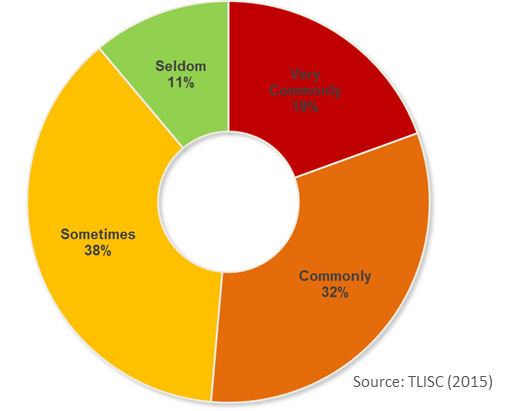 Seldom
11%
Very
Commonly
19%
Sometimes
38%
Commonly
32%
Source: TLISC (2015)